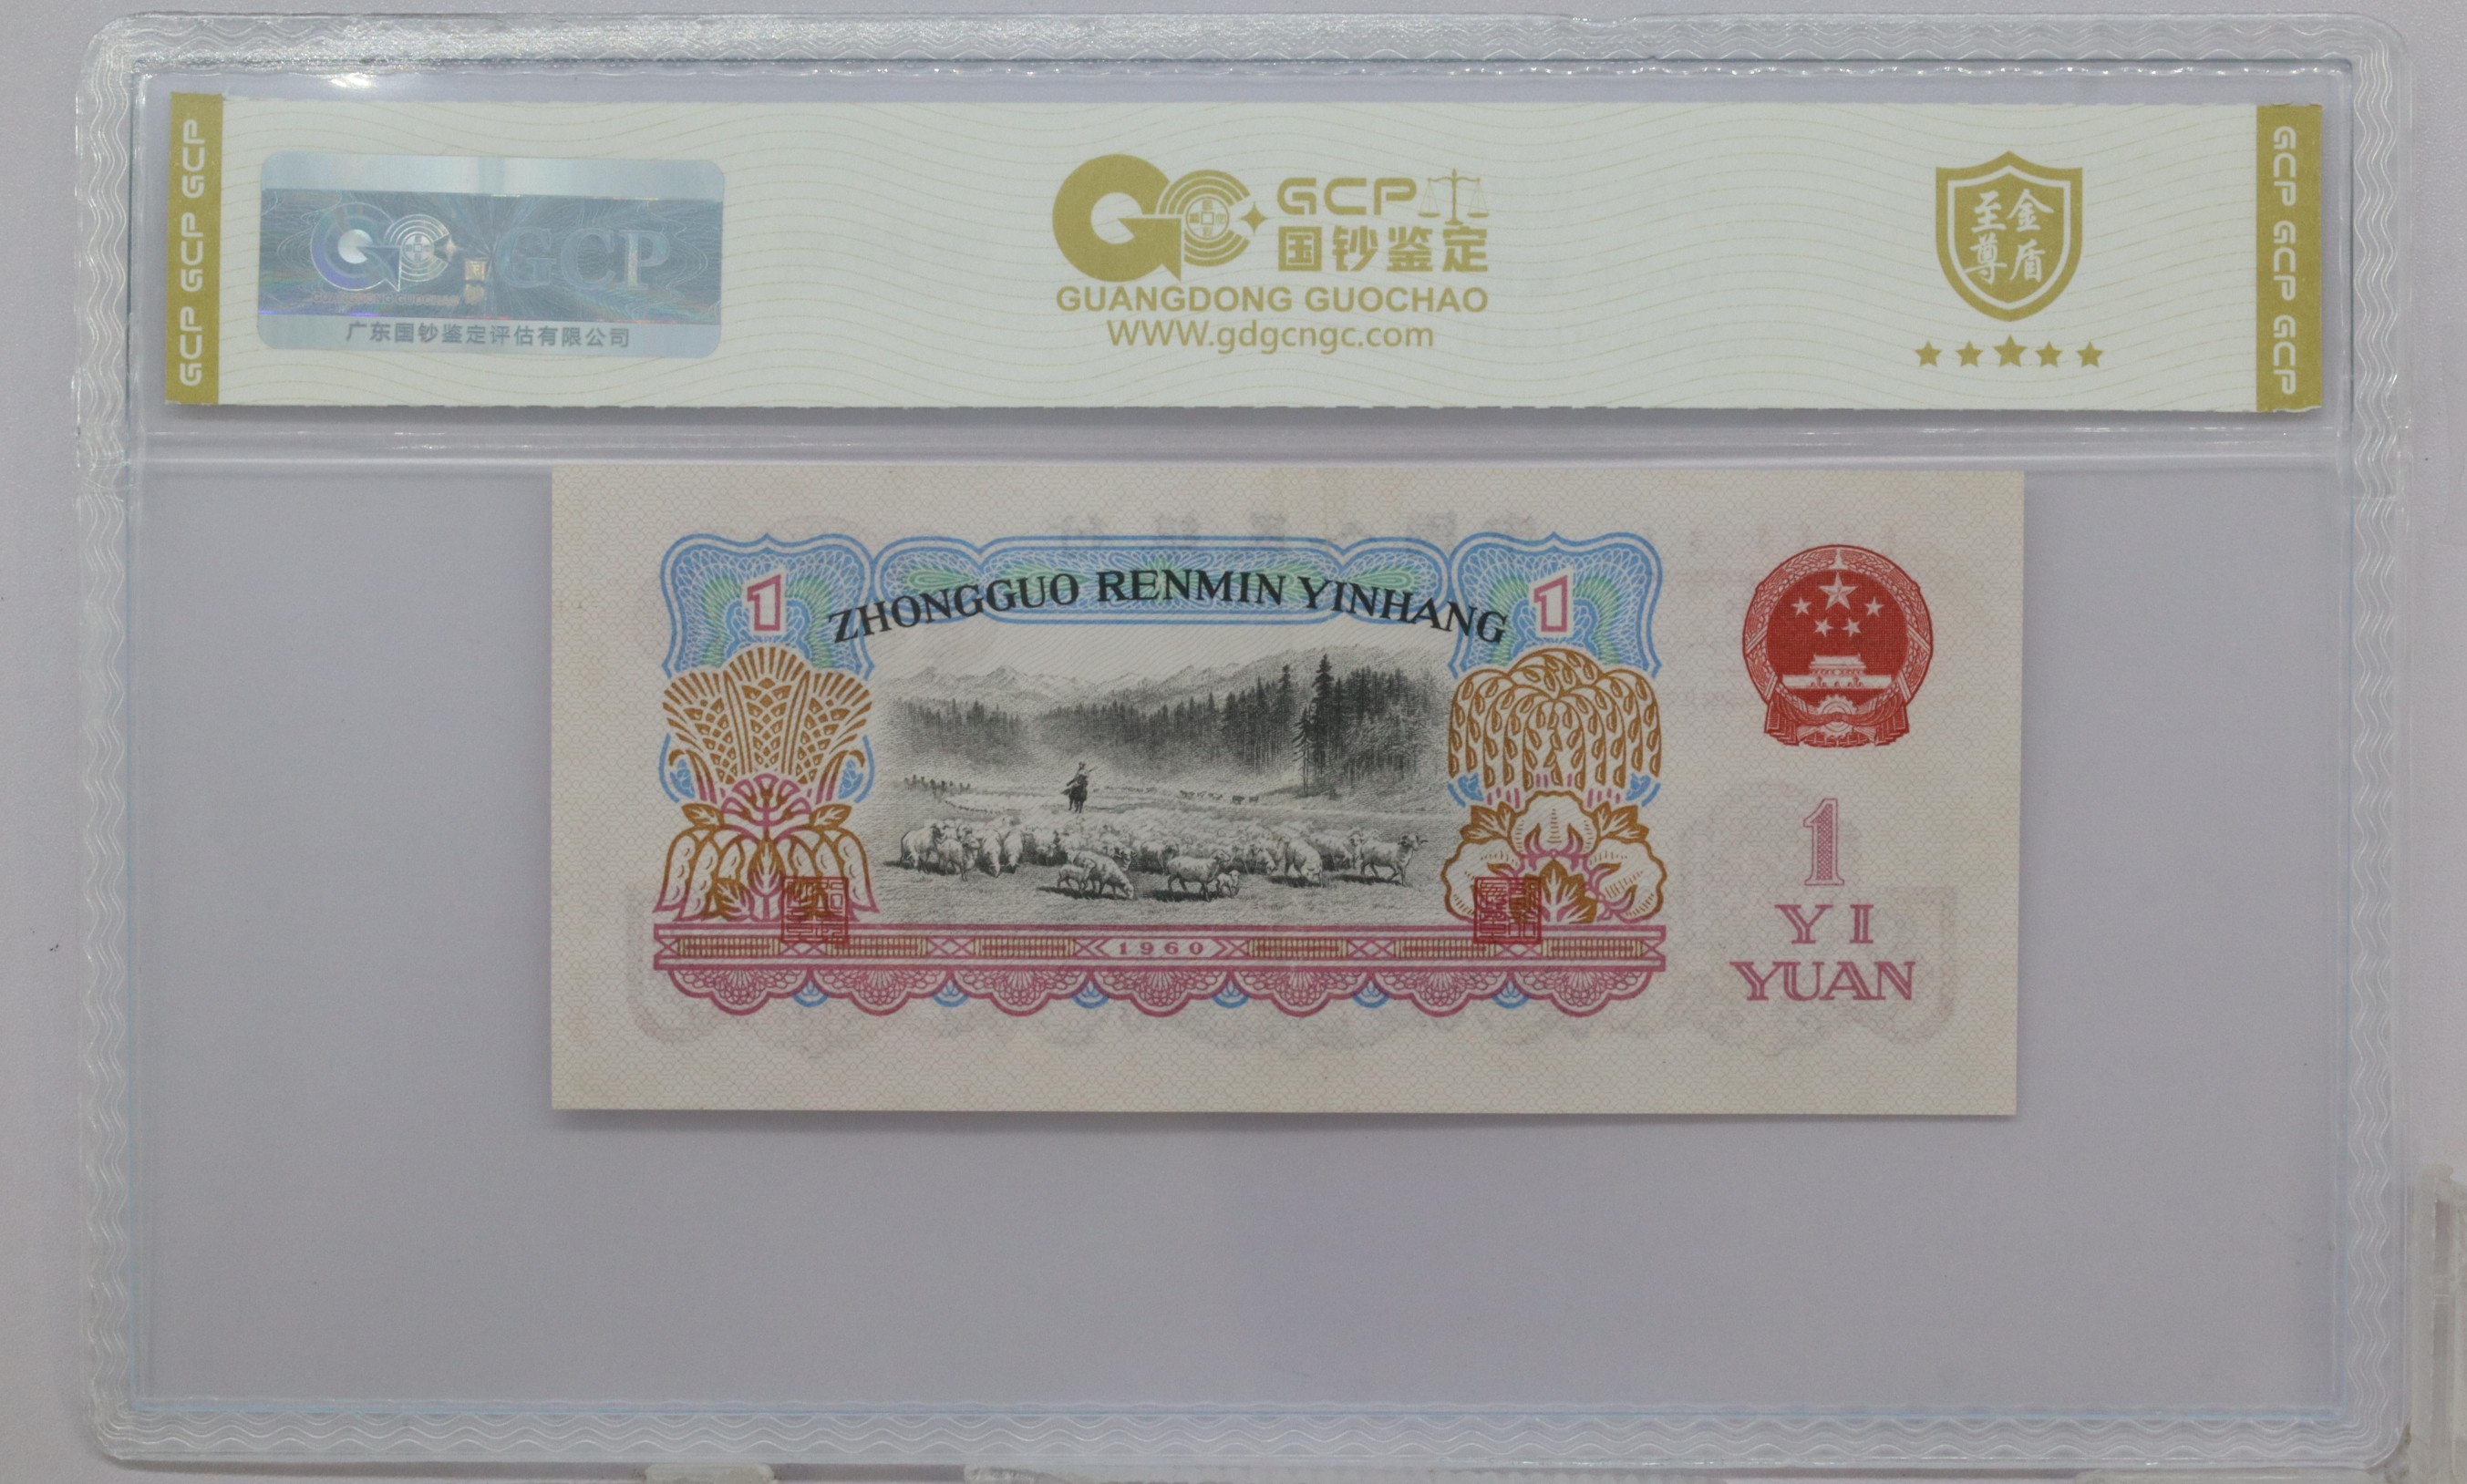 GCP GCP GCP
GCP
GUANGDONG GUOCHAO
广东国钞鉴定评估有限公司
GCP
国钞鉴定
GUANGDONG GUOCHAO
WWW.gdgcngc.com
金盾
至尊
GCP GCP GCP
ZHONGGUO RENMIN YINHANG
1
1
1960
1
YI
YUAN